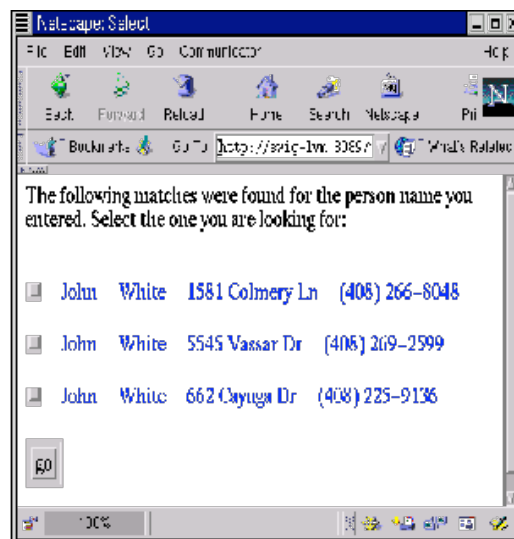 Netscape: Select
File Edit View Go Communicator Help
Back Forward Reload Home Search Netscape Pri
Bookmarks Go To http:// What's Related
The following matches were found for the person name you
entered. Select the one you are looking for:
John White 1581 Colmery Ln (408) 266-8048
John White 5545 Vassar Dr (408) 269-2599
John White 662 Cayuga Dr (408) 225-9136
go
100%